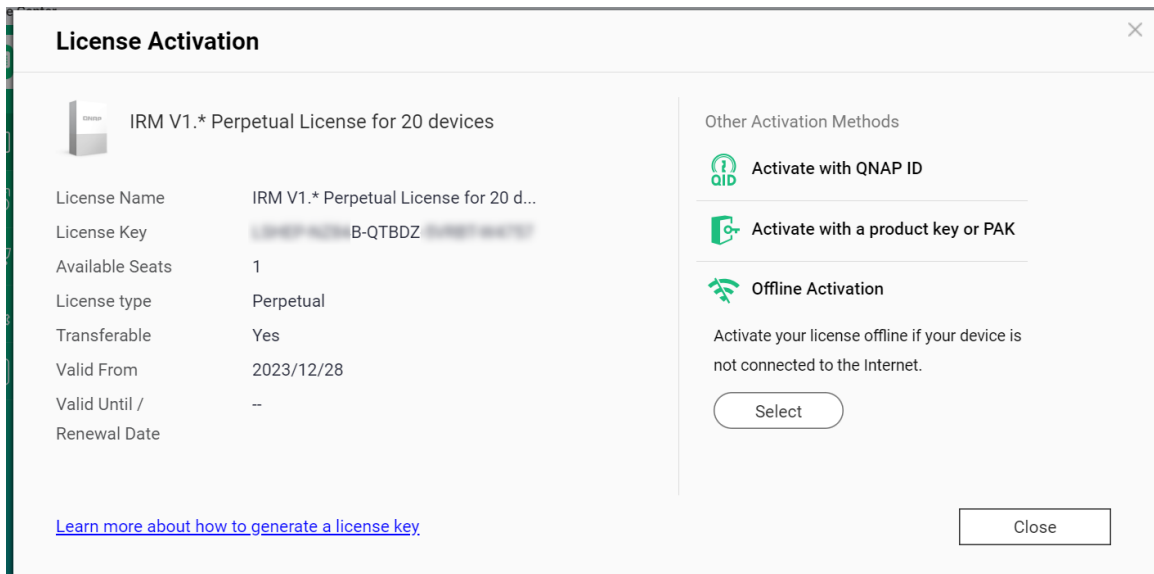 License Activation
IRM V1.* Perpetual License for 20 devices
License Name IRM V1.* Perpetual License for 20 d...
License Key B-QTBDZ
Available Seats 1
License type Perpetual
Transferable Yes
Valid From 2023/12/28
Valid Until / --
Renewal Date
Learn more about how to generate a license key
Other Activation Methods
QID Activate with QNAP ID
Activate with a product key or PAK
Offline Activation
Activate your license offline if your device is
not connected to the Internet.
Select
Close